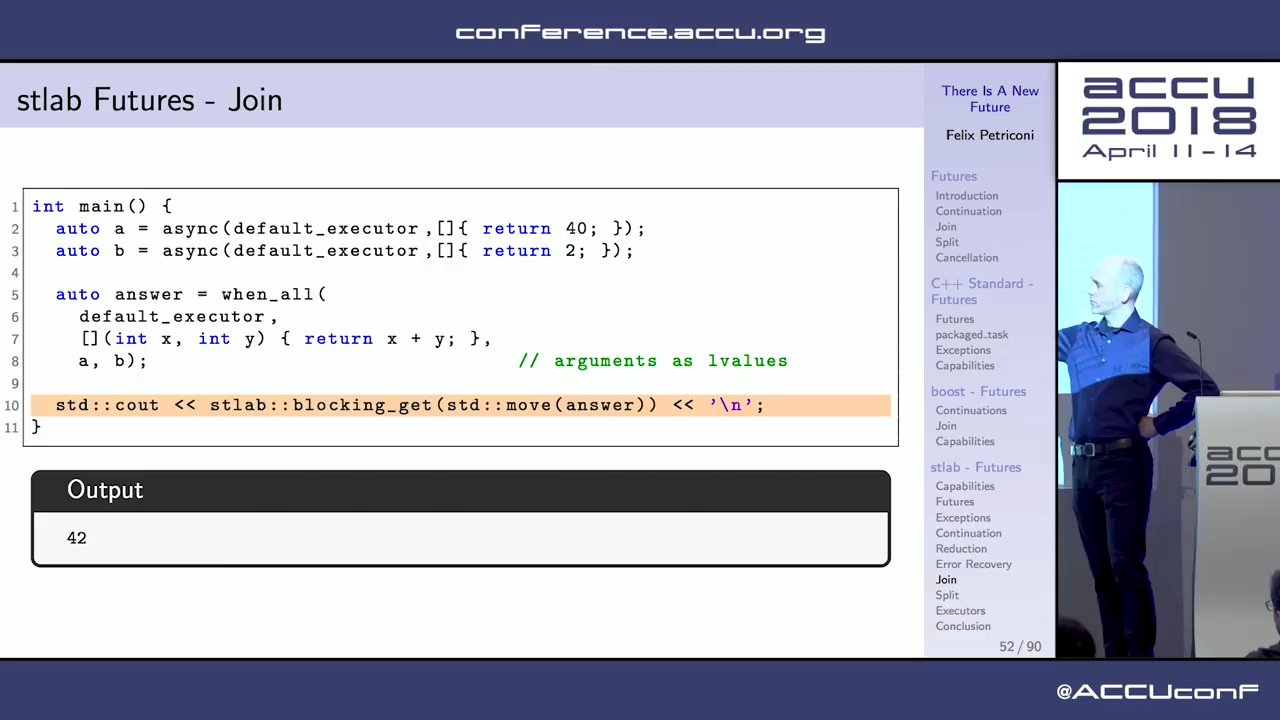 conference.accu.org
stlab Futures - Join
1 int main() {
2 auto a = async(default_executor,[]{ return 40; });
3 auto b = async(default_executor,[]{ return 2; });
4
5 auto answer = when_all(
6 default_executor,
7 [](int x, int y) { return x + y; },
8 a, b); // arguments as lvalues
9
10 std::cout << stlab::blocking_get(std::move(answer)) << '\n';
11 }
Output
42
There Is A New
Future
Felix Petriconi
Futures
Introduction
Continuation
Join
Split
Cancellation
C++ Standard -
Futures
Futures
packaged_task
Exceptions
Capabilities
boost - Futures
Continuations
Join
Capabilities
stlab - Futures
Capabilities
Futures
Exceptions
Continuation
Reduction
Error Recovery
Join
Split
Executors
Conclusion
52 / 90
accu
2018
April 11-14
accu
20
@ACCUconf